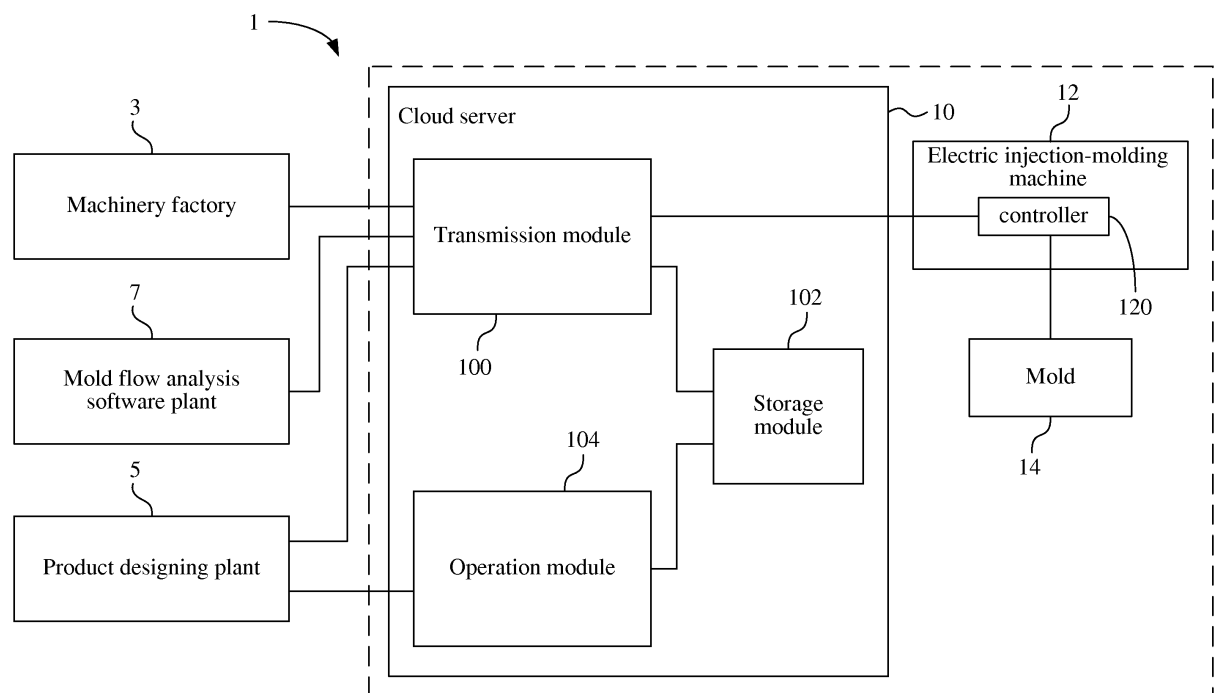 1
3
Machinery factory
7
Mold flow analysis
software plant
5
Product designing plant
Cloud server
10
Transmission module
100
102
Storage
module
104
Operation module
12
Electric injection-molding
machine
controller
120
Mold
14